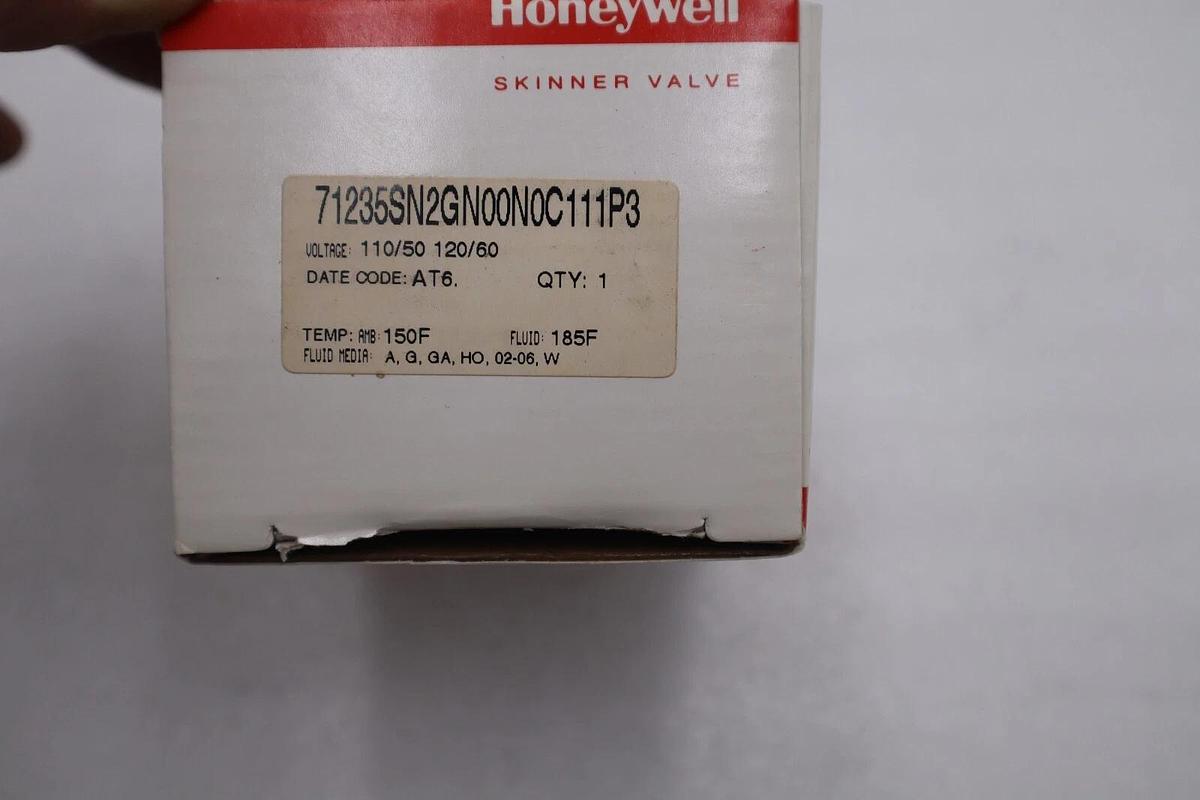 Honeywell
SKINNER VALVE
71235SN2GN00N0C111P3
VOLTAGE: 110/50 120/60
DATE CODE: AT6. QTY: 1
TEMP: AMB: 150F FLUID: 185F
FLUID MEDIA: A, G, GA, HO, 02-06, W